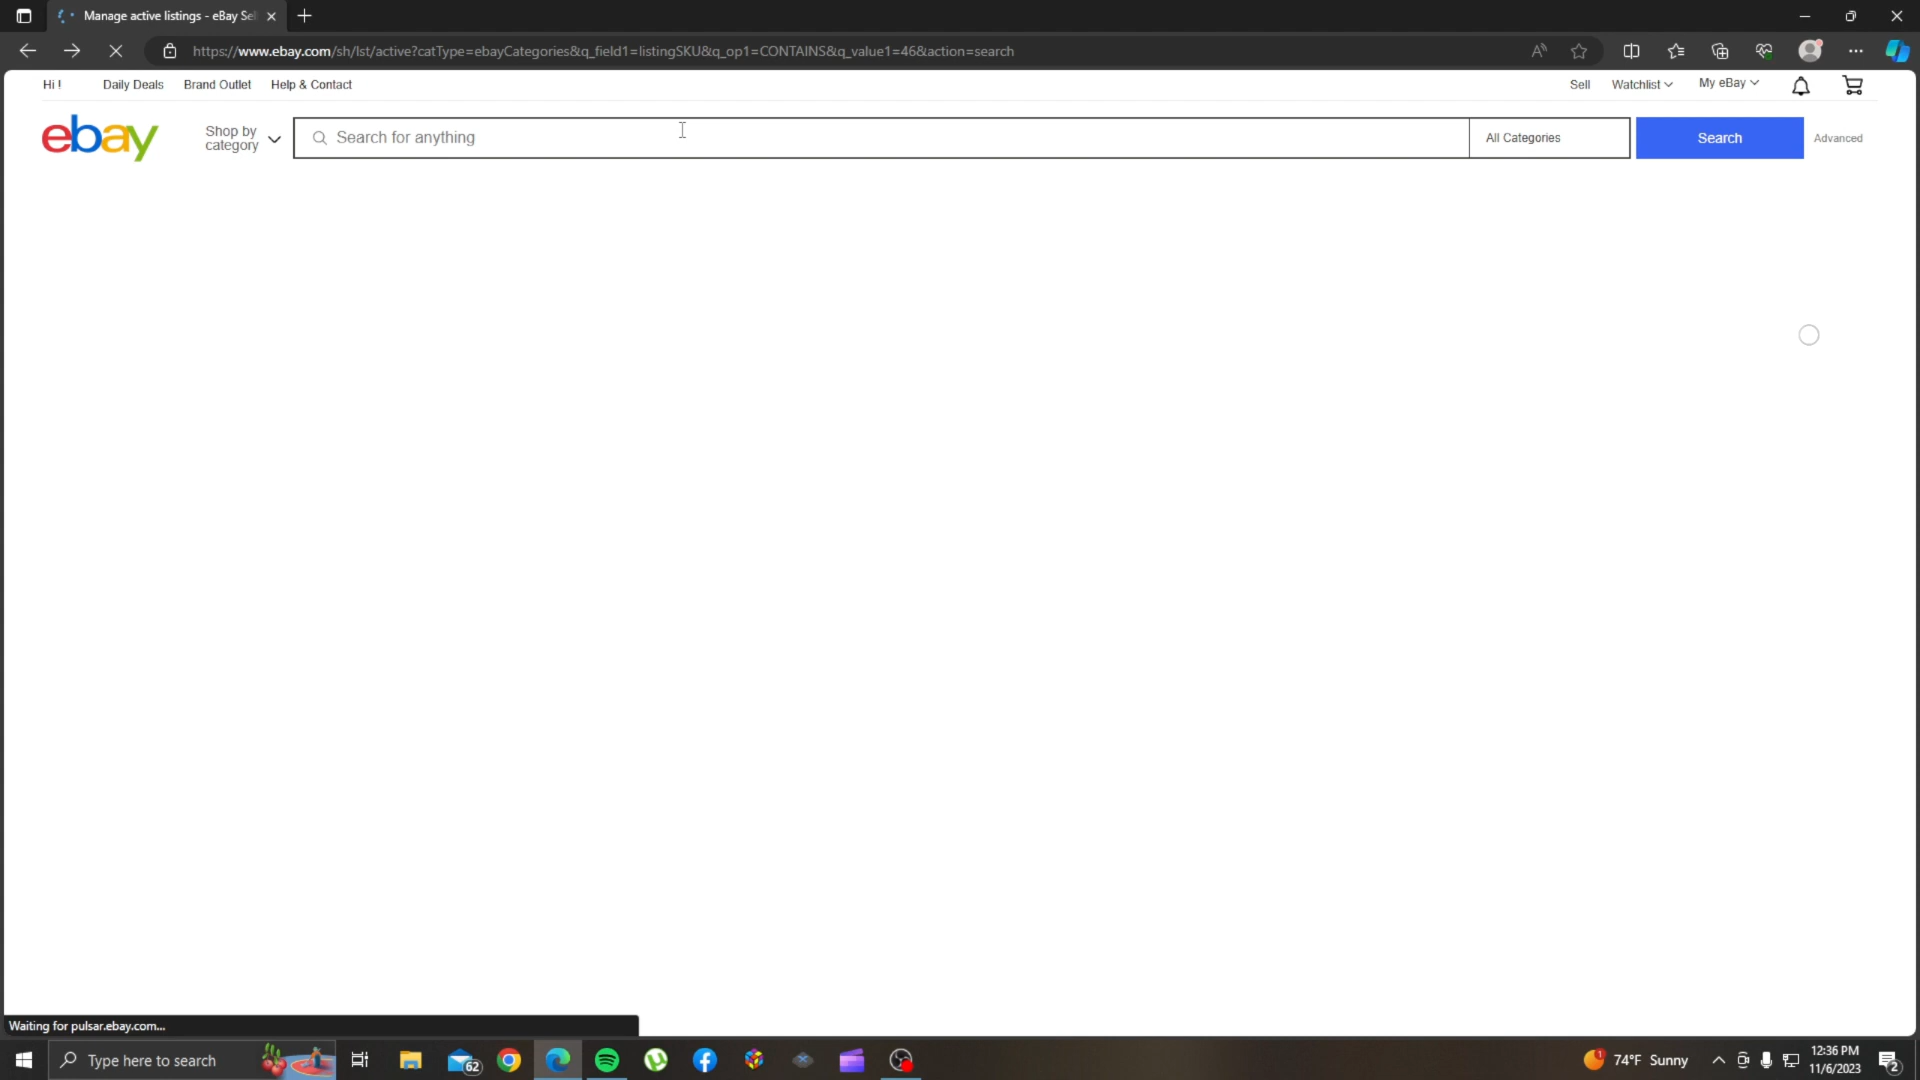 Manage active listings - eBay Sel
https://www.ebay.com/sh/lst/active?catType=ebayCategories&q_field1=listingSKU&q_op1=CONTAINS&q_value1=46&action=search
Hi !
Daily Deals
Brand Outlet
Help & Contact
Sell
Watchlist
My eBay
ebay
Shop by
category
Search for anything
All Categories
Search
Advanced
Waiting for pulsar.ebay.com...
Type here to search
62
1
74°F Sunny
12:36 PM
11/6/2023
2